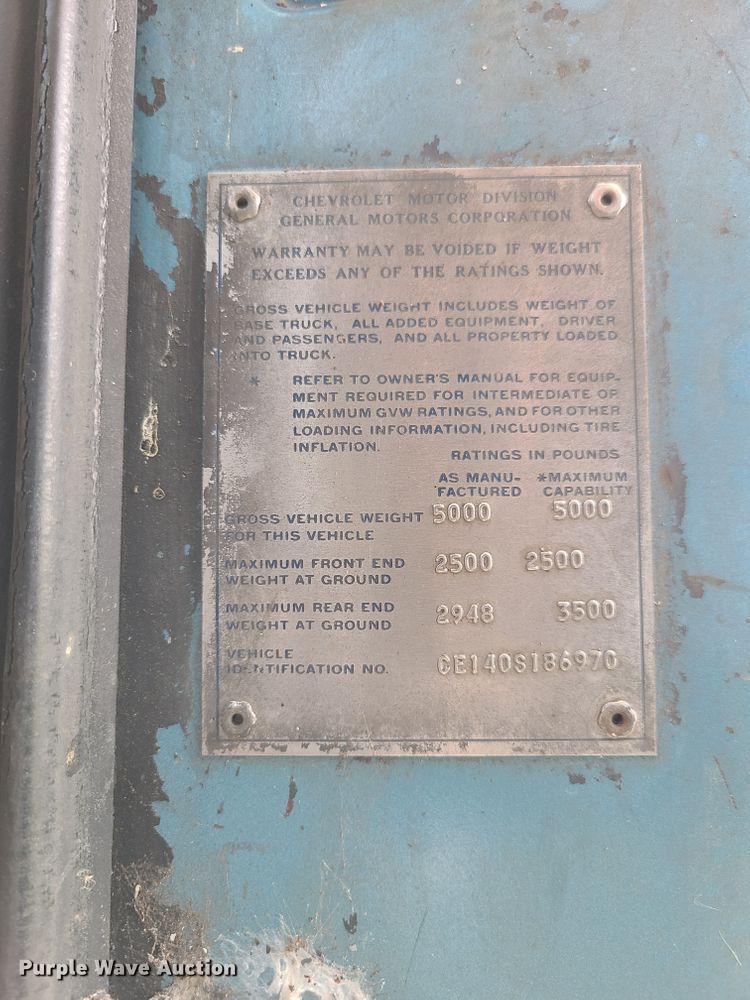 CHEVROLET MOTOR DIVISION
GENERAL MOTORS CORPORATION
WARRANTY MAY BE VOIDED IF WEIGHT
EXCEEDS ANY OF THE RATINGS SHOWN.
GROSS VEHICLE WEIGHT INCLUDES WEIGHT OF
BASE TRUCK, ALL ADDED EQUIPMENT, DRIVER
AND PASSENGERS, AND ALL PROPERTY LOADED
INTO TRUCK.
* REFER TO OWNER'S MANUAL FOR EQUIP-
MENT REQUIRED FOR INTERMEDIATE OR
MAXIMUM GVW RATINGS, AND FOR OTHER
LOADING INFORMATION, INCLUDING TIRE
INFLATION.
RATINGS IN POUNDS
AS MANU- *MAXIMUM
FACTURED CAPABILITY
GROSS VEHICLE WEIGHT 5000 5000
FOR THIS VEHICLE
MAXIMUM FRONT END 2500 2500
WEIGHT AT GROUND
MAXIMUM REAR END 2948 3500
WEIGHT AT GROUND
VEHICLE
IDENTIFICATION NO. CE140S186970
Purple Wave Auction